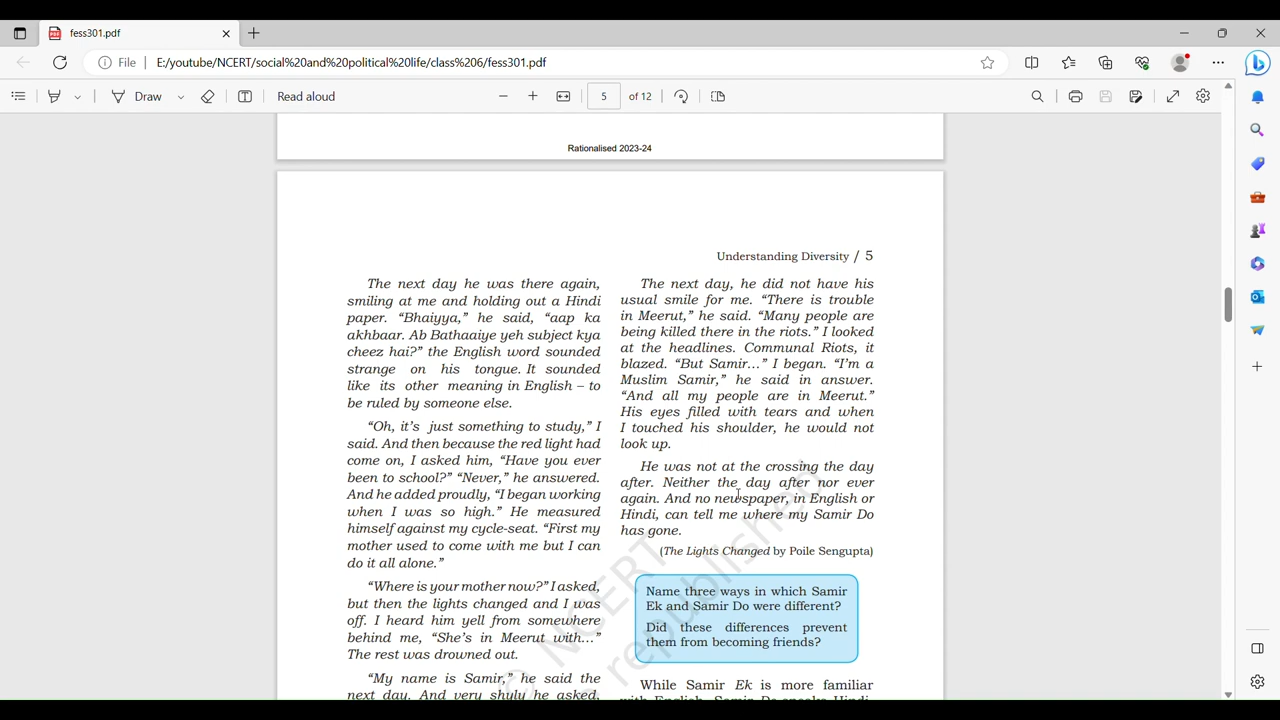 fess301.pdf
File
E:/youtube/NCERT/social%20and%20political%20life/class%206/fess301.pdf
Draw
Read aloud
5
of 12
Rationalised 2023-24
Understanding Diversity / 5
The next day he was there again,
smiling at me and holding out a Hindi
paper. “Bhaiyya,” he said, “aap ka
akhbaar. Ab Bathaaiye yeh subject kya
cheez hai?” the English word sounded
strange on his tongue. It sounded
like its other meaning in English – to
be ruled by someone else.
“Oh, it’s just something to study,” I
said. And then because the red light had
come on, I asked him, “Have you ever
been to school?” “Never,” he answered.
And he added proudly, “I began working
when I was so high.” He measured
himself against my cycle-seat. “First my
mother used to come with me but I can
do it all alone.”
“Where is your mother now?” I asked,
but then the lights changed and I was
off. I heard him yell from somewhere
behind me, “She’s in Meerut with...”
The rest was drowned out.
“My name is Samir,” he said the
next day. And very shyly he asked,
The next day, he did not have his
usual smile for me. “There is trouble
in Meerut,” he said. “Many people are
being killed there in the riots.” I looked
at the headlines. Communal Riots, it
blazed. “But Samir...” I began. “I’m a
Muslim Samir,” he said in answer.
“And all my people are in Meerut.”
His eyes filled with tears and when
I touched his shoulder, he would not
look up.
He was not at the crossing the day
after. Neither the day after nor ever
again. And no newspaper, in English or
Hindi, can tell me where my Samir Do
has gone.
(The Lights Changed by Poile Sengupta)
Name three ways in which Samir
Ek and Samir Do were different?
Did these differences prevent
them from becoming friends?
While Samir Ek is more familiar
with English, Samir Do speaks Hindi.
© NCERT
republished